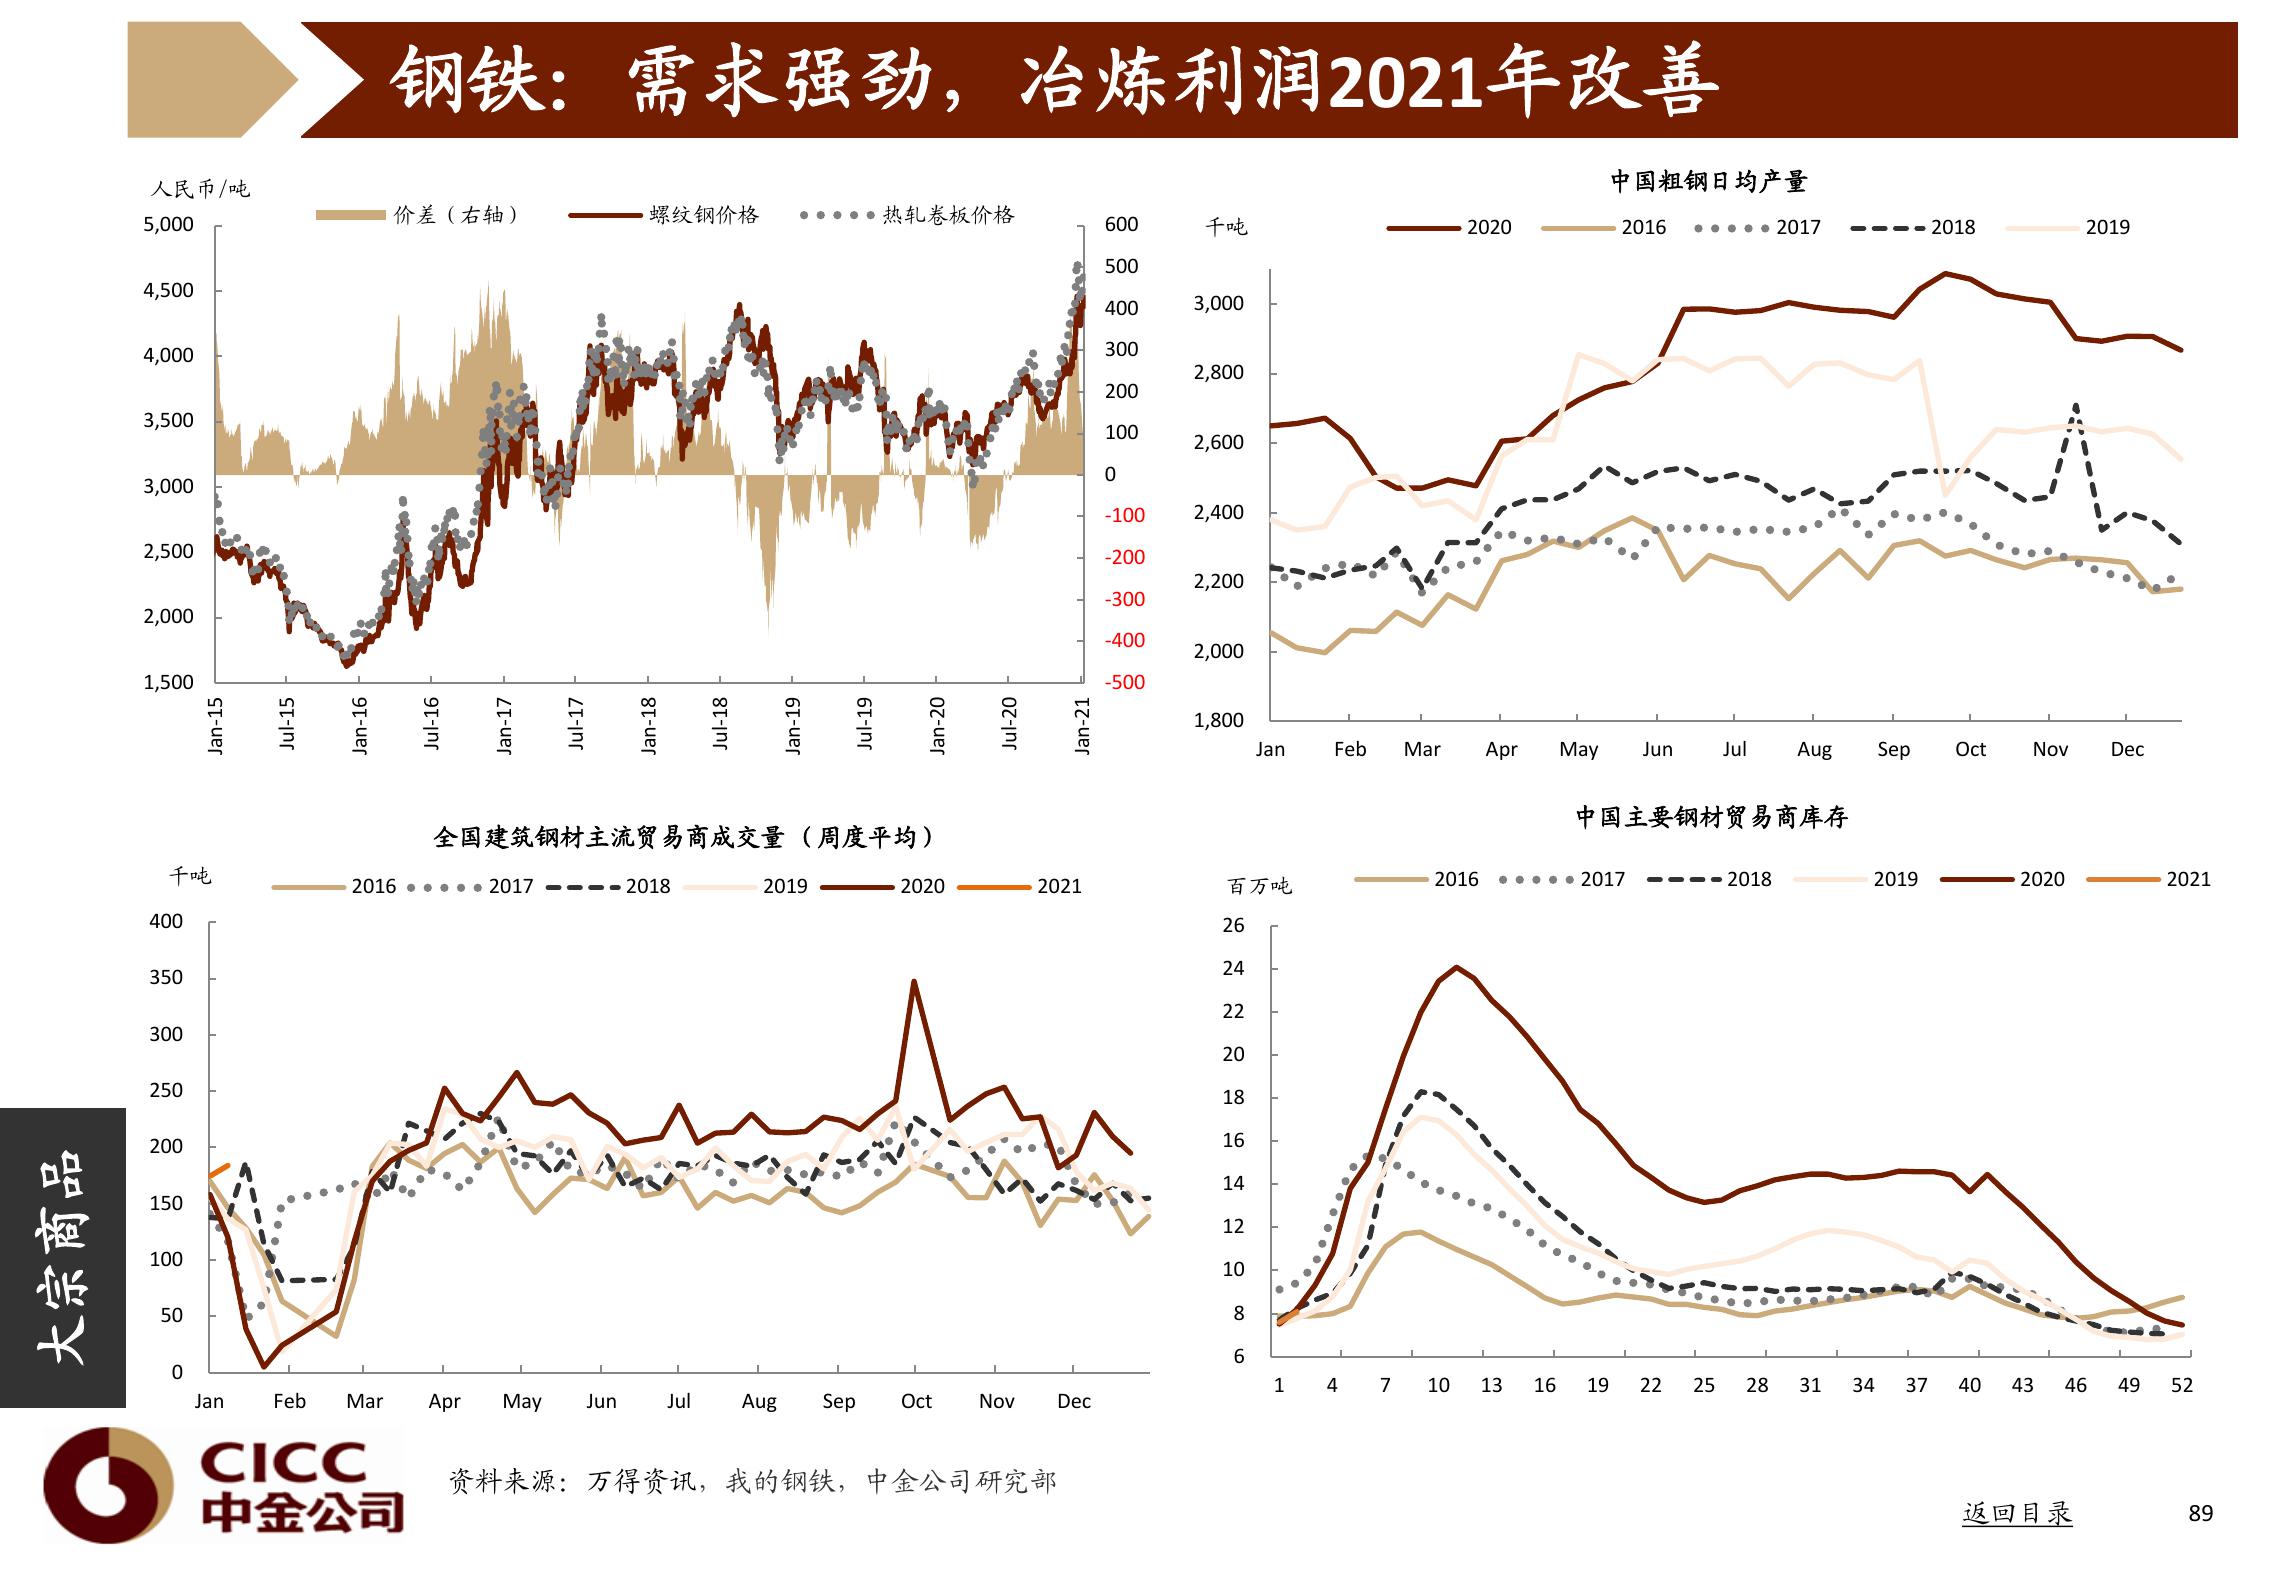 钢铁：需求强劲，冶炼利润2021年改善
人民币/吨
价差（右轴） 螺纹钢价格 热轧卷板价格
5,000
4,500
4,000
3,500
3,000
2,500
2,000
1,500
600
500
400
300
200
100
0
-100
-200
-300
-400
-500
Jan-15 Jul-15 Jan-16 Jul-16 Jan-17 Jul-17 Jan-18 Jul-18 Jan-19 Jul-19 Jan-20 Jul-20 Jan-21
中国粗钢日均产量
千吨
2020 2016 2017 2018 2019
3,000
2,800
2,600
2,400
2,200
2,000
1,800
Jan Feb Mar Apr May Jun Jul Aug Sep Oct Nov Dec
全国建筑钢材主流贸易商成交量（周度平均）
千吨
2016 2017 2018 2019 2020 2021
400
350
300
250
200
150
100
50
0
Jan Feb Mar Apr May Jun Jul Aug Sep Oct Nov Dec
中国主要钢材贸易商库存
百万吨
2016 2017 2018 2019 2020 2021
26
24
22
20
18
16
14
12
10
8
6
1 4 7 10 13 16 19 22 25 28 31 34 37 40 43 46 49 52
大宗商品
CICC
中金公司
资料来源：万得资讯，我的钢铁，中金公司研究部
返回目录
89